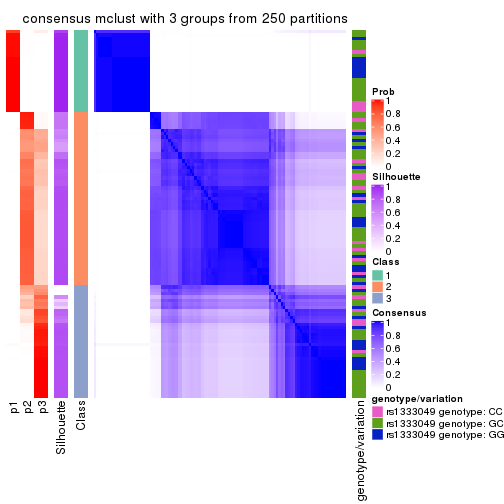 consensus mclust with 3 groups from 250 partitions
Prob
1
0.8
0.6
0.4
0.2
0
Silhouette
1
0.8
0.6
0.4
0.2
0
Class
1
2
3
Consensus
1
0.8
0.6
0.4
0.2
0
genotype/variation
rs1333049 genotype: CC
rs1333049 genotype: GC
rs1333049 genotype: GG
p1
p2
p3
Silhouette
Class
genotype/variation